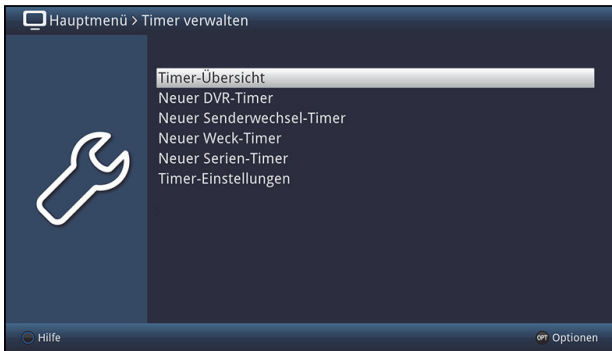 Hauptmenü > Timer verwalten
Timer-Übersicht
Neuer DVR-Timer
Neuer Senderwechsel-Timer
Neuer Weck-Timer
Neuer Serien-Timer
Timer-Einstellungen
Hilfe
OPT Optionen